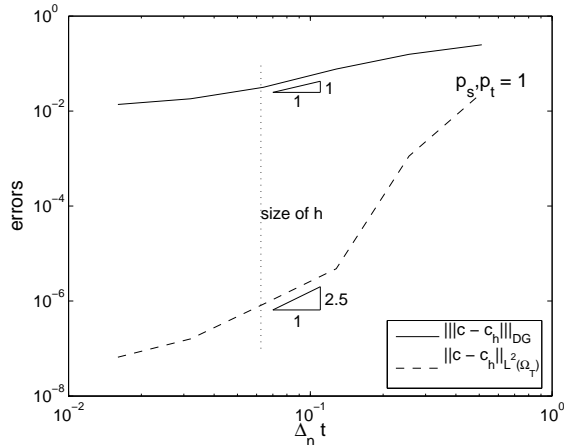 10^0
10^-2
10^-4
10^-6
10^-8
errors
p_s,p_t = 1
1
1
size of h
2.5
1
|||c − c_h|||_DG
||c − c_h||_L^2(Ω_T)
10^-2
10^-1
10^0
Δ_n t